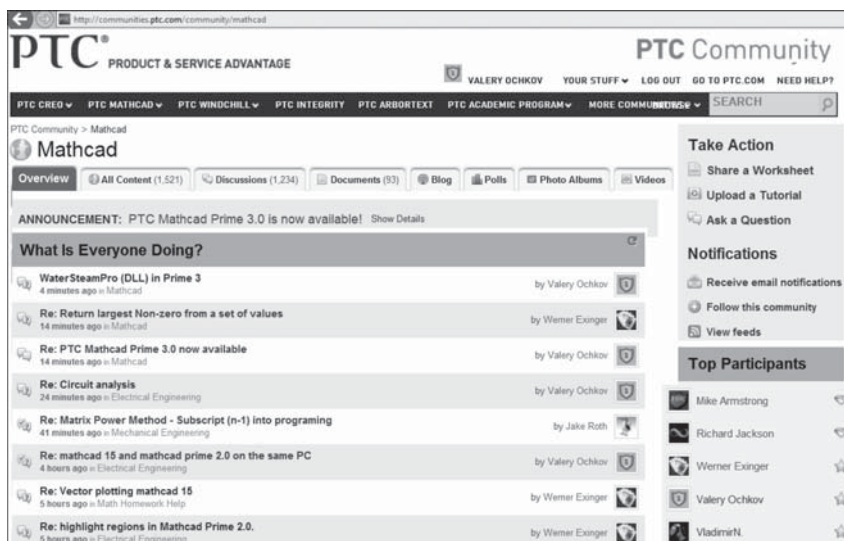 http://communities.ptc.com/community/mathcad
PTC® PRODUCT & SERVICE ADVANTAGE
PTC Community
VALERY OCHKOV YOUR STUFF LOG OUT GO TO PTC.COM NEED HELP?
PTC CREO PTC MATHCAD PTC WINDCHILL PTC INTEGRITY PTC ARBORTEXT PTC ACADEMIC PROGRAM MORE SEARCH
PTC Community > Mathcad
Mathcad
Overview All Content (1,521) Discussions (1,234) Documents (93) Blog Polls Photo Albums Videos
ANNOUNCEMENT: PTC Mathcad Prime 3.0 is now available! Show Details
What Is Everyone Doing?
WaterSteamPro (DLL) in Prime 3
4 minutes ago in Mathcad
by Valery Ochkov
Re: Return largest Non-zero from a set of values
14 minutes ago in Mathcad
by Werner Exinger
Re: PTC Mathcad Prime 3.0 now available
14 minutes ago in Mathcad
by Valery Ochkov
Re: Circuit analysis
24 minutes ago in Electrical Engineering
by Valery Ochkov
Re: Matrix Power Method - Subscript (n-1) into programing
41 minutes ago in Mechanical Engineering
by Jake Roth
Re: mathcad 15 and mathcad prime 2.0 on the same PC
4 hours ago in Electrical Engineering
by Valery Ochkov
Re: Vector plotting mathcad 15
5 hours ago in Math Homework Help
by Werner Exinger
Re: highlight regions in Mathcad Prime 2.0.
5 hours ago in Electrical Engineering
by Werner Exinger
Take Action
Share a Worksheet
Upload a Tutorial
Ask a Question
Notifications
Receive email notifications
Follow this community
View feeds
Top Participants
Mike Armstrong
Richard Jackson
Werner Exinger
Valery Ochkov
VladimirN.